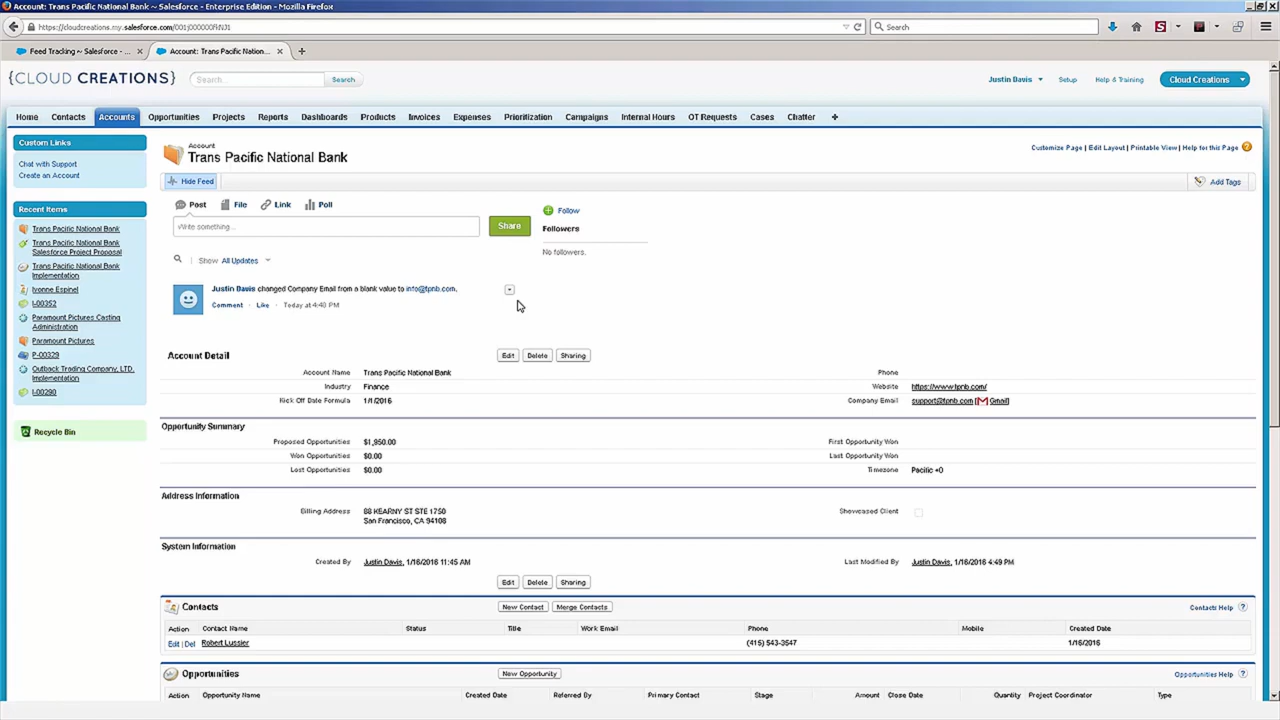 Account: Trans Pacific National Bank ~ Salesforce - Enterprise Edition - Mozilla Firefox
Search
Feed Tracking ~ Salesforce - ... × Account: Trans Pacific Nation... × +
{CLOUD CREATIONS} Search... Search Justin Davis Setup Help & Training Cloud Creations
Home Contacts Accounts Opportunities Projects Reports Dashboards Products Invoices Expenses Prioritization Campaigns Internal Hours OT Requests Cases Chatter +
Custom Links
Chat with Support
Create an Account
Recent Items
Trans Pacific National Bank
Trans Pacific National Bank
Salesforce Project Proposal
Trans Pacific National Bank
Implementation
Ivonne Espinel
I-00352
Paramount Pictures Casting
Administration
Paramount Pictures
P-00329
Outback Trading Company, LTD.
Implementation
I-00290
Recycle Bin
Account
Trans Pacific National Bank
Customize Page | Edit Layout | Printable View | Help for this Page ?
Hide Feed Add Tags
Post File Link Poll
Write something...
Share
Follow
Followers
No followers.
Show All Updates
Justin Davis changed Company Email from a blank value to info@tpnb.com.
Comment · Like · Today at 4:48 PM
Account Detail Edit Delete Sharing
Account Name Trans Pacific National Bank Phone
Industry Finance Website https://www.tpnb.com/
Kick Off Date Formula 1/1/2016 Company Email support@tpnb.com [Gmail]
Opportunity Summary
Proposed Opportunities $1,950.00 First Opportunity Won
Won Opportunities $0.00 Last Opportunity Won
Lost Opportunities $0.00 Timezone Pacific +0
Address Information
Billing Address 88 KEARNY ST STE 1750 Showcased Client
San Francisco, CA 94108
System Information
Created By Justin Davis, 1/16/2016 11:45 AM Last Modified By Justin Davis, 1/16/2016 4:49 PM
Edit Delete Sharing
Contacts New Contact Merge Contacts Contacts Help ?
Action Contact Name Status Title Work Email Phone Mobile Created Date
Edit | Del Robert Lussier (415) 543-3547 1/16/2016
Opportunities New Opportunity Opportunities Help ?
Action Opportunity Name Created Date Referred By Primary Contact Stage Amount Close Date Quantity Project Coordinator Type